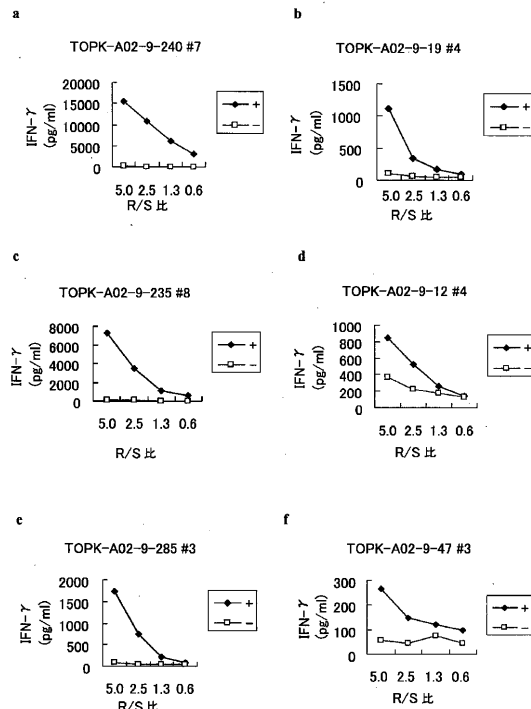 a
TOPK-A02-9-240 #7
IFN-γ
(pg/ml)
20000
15000
10000
5000
0
5.0 2.5 1.3 0.6
R/S 比
+
−
b
TOPK-A02-9-19 #4
IFN-γ
(pg/ml)
1500
1000
500
0
5.0 2.5 1.3 0.6
R/S 比
+
−
c
TOPK-A02-9-235 #8
IFN-γ
(pg/ml)
8000
6000
4000
2000
0
5.0 2.5 1.3 0.6
R/S 比
+
−
d
TOPK-A02-9-12 #4
IFN-γ
(pg/ml)
1000
800
600
400
200
0
5.0 2.5 1.3 0.6
R/S 比
+
−
e
TOPK-A02-9-285 #3
IFN-γ
(pg/ml)
2000
1500
1000
500
0
5.0 2.5 1.3 0.6
R/S 比
+
−
f
TOPK-A02-9-47 #3
IFN-γ
(pg/ml)
300
200
100
0
5.0 2.5 1.3 0.6
R/S 比
+
−